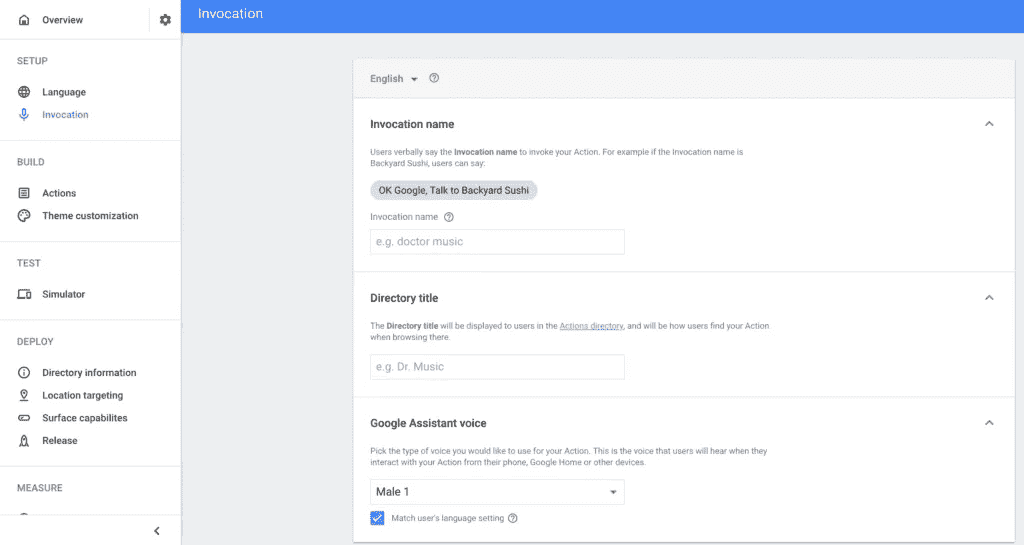 Overview
SETUP
Language
Invocation
BUILD
Actions
Theme customization
TEST
Simulator
DEPLOY
Directory information
Location targeting
Surface capabilites
Release
MEASURE
Invocation
English
Invocation name
Users verbally say the Invocation name to invoke your Action. For example if the Invocation name is
Backyard Sushi, users can say:
OK Google, Talk to Backyard Sushi
Invocation name
e.g. doctor music
Directory title
The Directory title will be displayed to users in the Actions directory, and will be how users find your Action
when browsing there.
e.g. Dr. Music
Google Assistant voice
Pick the type of voice you would like to use for your Action. This is the voice that users will hear when they
interact with your Action from their phone, Google Home or other devices.
Male 1
Match user's language setting